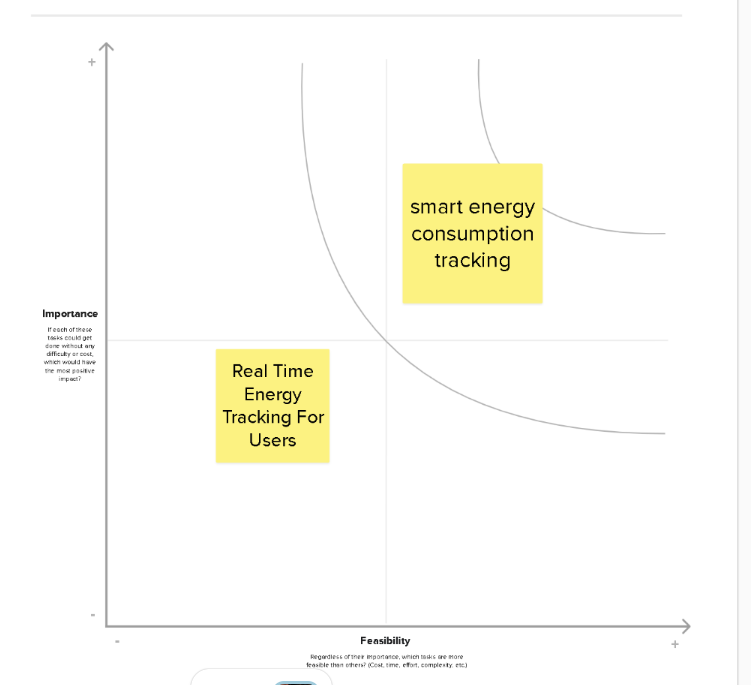 +
smart energy
consumption
tracking
Importance
If each of these
tasks could get
done without any
difficulty or cost,
which would have
the most positive
impact?
Real Time
Energy
Tracking For
Users
-
-
Feasibility
+
Regardless of their importance, which tasks are more
feasible than others? (Cost, time, effort, complexity, etc.)